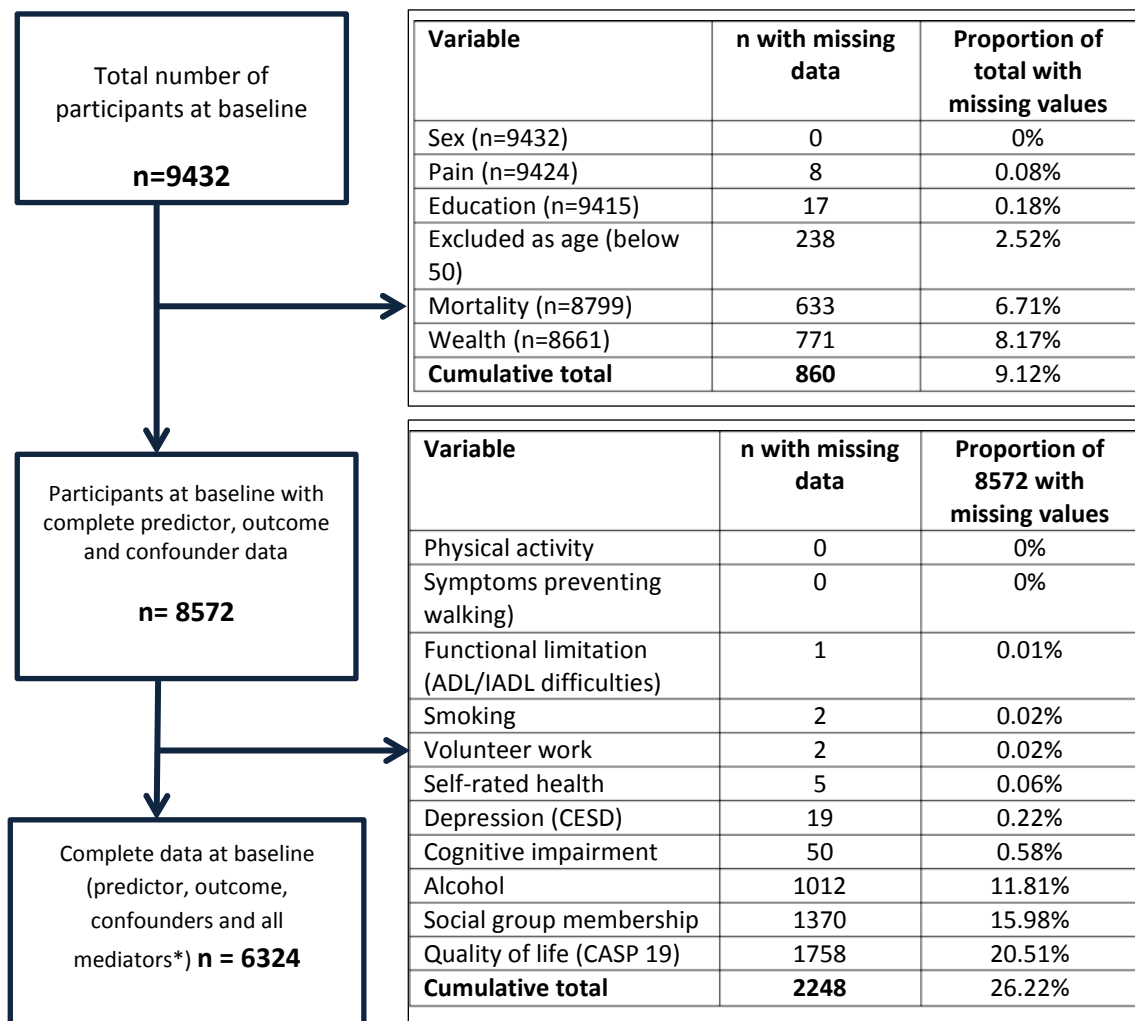 Total number of
participants at baseline
n=9432
Variable n with missing data Proportion of total with missing values
Sex (n=9432) 0 0%
Pain (n=9424) 8 0.08%
Education (n=9415) 17 0.18%
Excluded as age (below 50) 238 2.52%
Mortality (n=8799) 633 6.71%
Wealth (n=8661) 771 8.17%
Cumulative total 860 9.12%
Participants at baseline with
complete predictor, outcome
and confounder data
n= 8572
Variable n with missing data Proportion of 8572 with missing values
Physical activity 0 0%
Symptoms preventing walking) 0 0%
Functional limitation (ADL/IADL difficulties) 1 0.01%
Smoking 2 0.02%
Volunteer work 2 0.02%
Self-rated health 5 0.06%
Depression (CESD) 19 0.22%
Cognitive impairment 50 0.58%
Alcohol 1012 11.81%
Social group membership 1370 15.98%
Quality of life (CASP 19) 1758 20.51%
Cumulative total 2248 26.22%
Complete data at baseline
(predictor, outcome,
confounders and all
mediators*) n = 6324